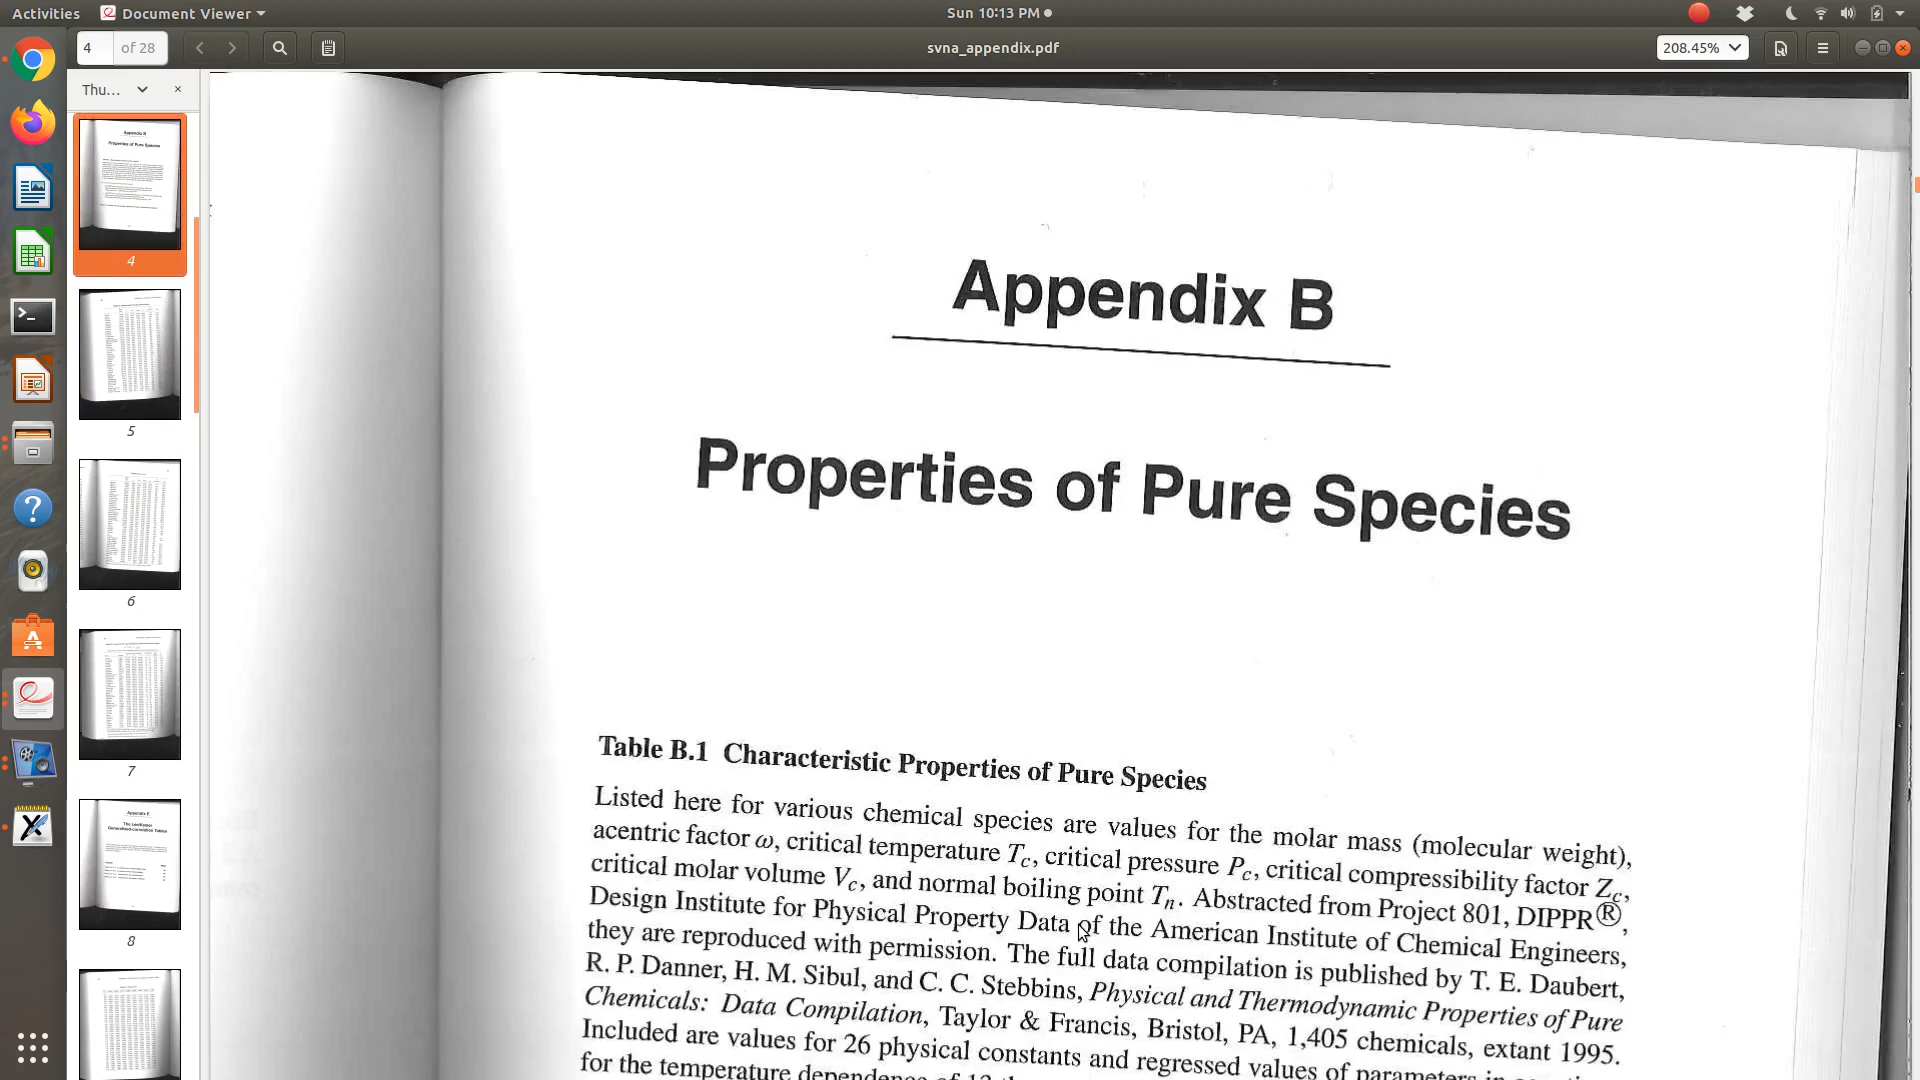 Activities
Document Viewer
Sun 10:13 PM
4 of 28
svna_appendix.pdf
208.45%
Thu...
4
5
6
7
8
Appendix B
Properties of Pure Species
Table B.1 Characteristic Properties of Pure Species
Listed here for various chemical species are values for the molar mass (molecular weight),
acentric factor ω, critical temperature Tc, critical pressure Pc, critical compressibility factor Zc,
critical molar volume Vc, and normal boiling point Tn. Abstracted from Project 801, DIPPR®,
Design Institute for Physical Property Data of the American Institute of Chemical Engineers,
they are reproduced with permission. The full data compilation is published by T. E. Daubert,
R. P. Danner, H. M. Sibul, and C. C. Stebbins, Physical and Thermodynamic Properties of Pure
Chemicals: Data Compilation, Taylor & Francis, Bristol, PA, 1,405 chemicals, extant 1995.
Included are values for 26 physical constants and regressed values of parameters in
for the temperature dependence of